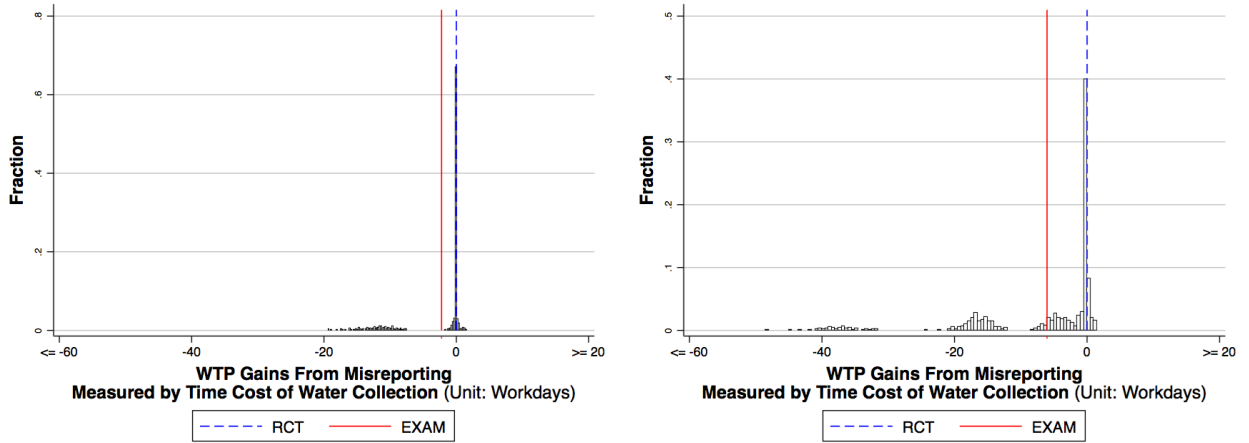 .8
.6
.4
.2
0
Fraction
<= -60
-40
-20
0
>= 20
WTP Gains From Misreporting
Measured by Time Cost of Water Collection (Unit: Workdays)
RCT
EXAM
.5
.4
.3
.2
.1
0
Fraction
<= -60
-40
-20
0
>= 20
WTP Gains From Misreporting
Measured by Time Cost of Water Collection (Unit: Workdays)
RCT
EXAM